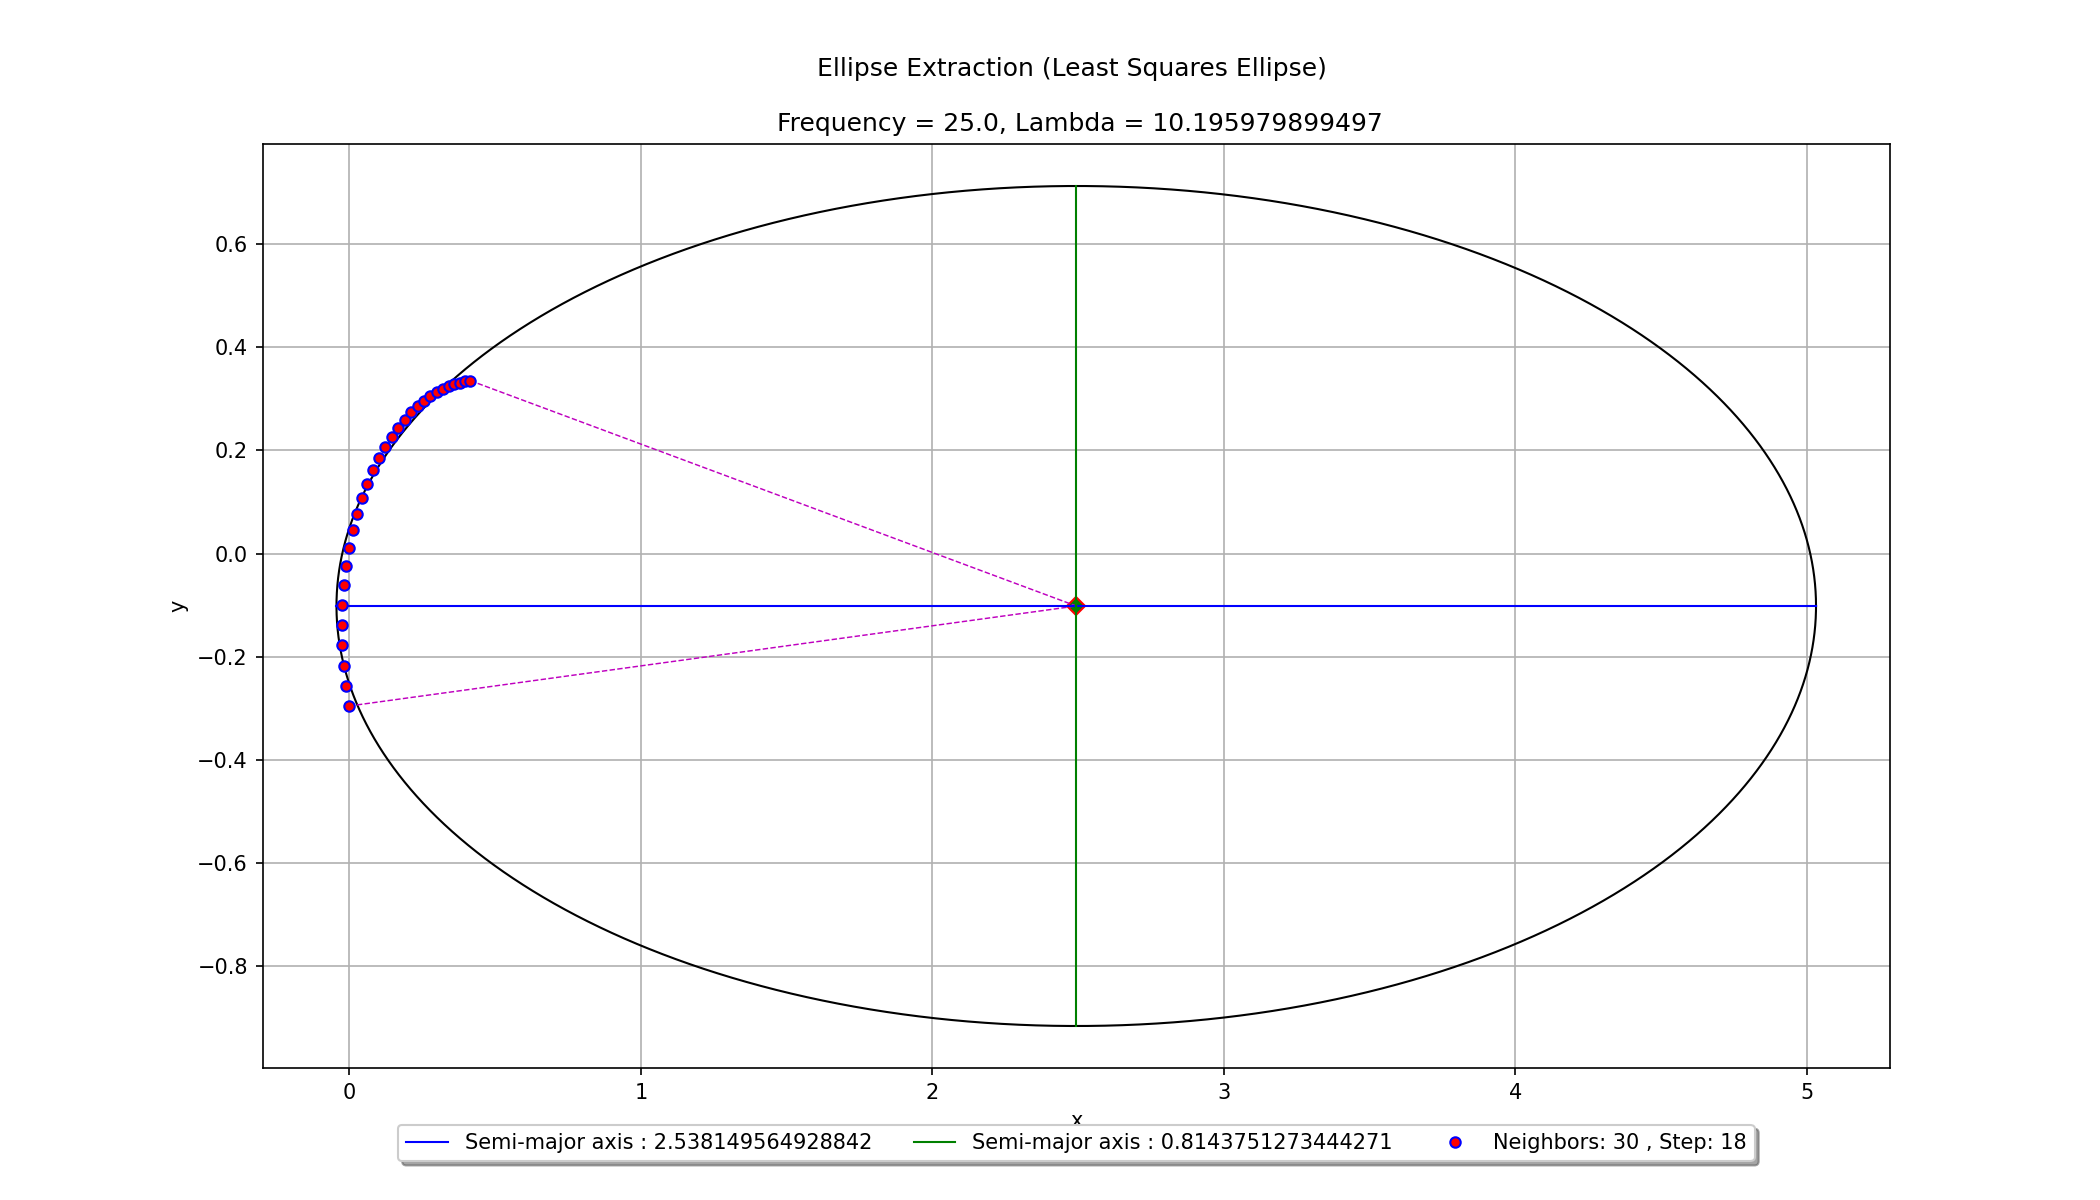 Ellipse Extraction (Least Squares Ellipse)
Frequency = 25.0, Lambda = 10.195979899497
0.6
0.4
0.2
0.0
−0.2
−0.4
−0.6
−0.8
y
0 1 2 3 4 5
x
Semi-major axis : 2.538149564928842 Semi-major axis : 0.8143751273444271 Neighbors: 30 , Step: 18